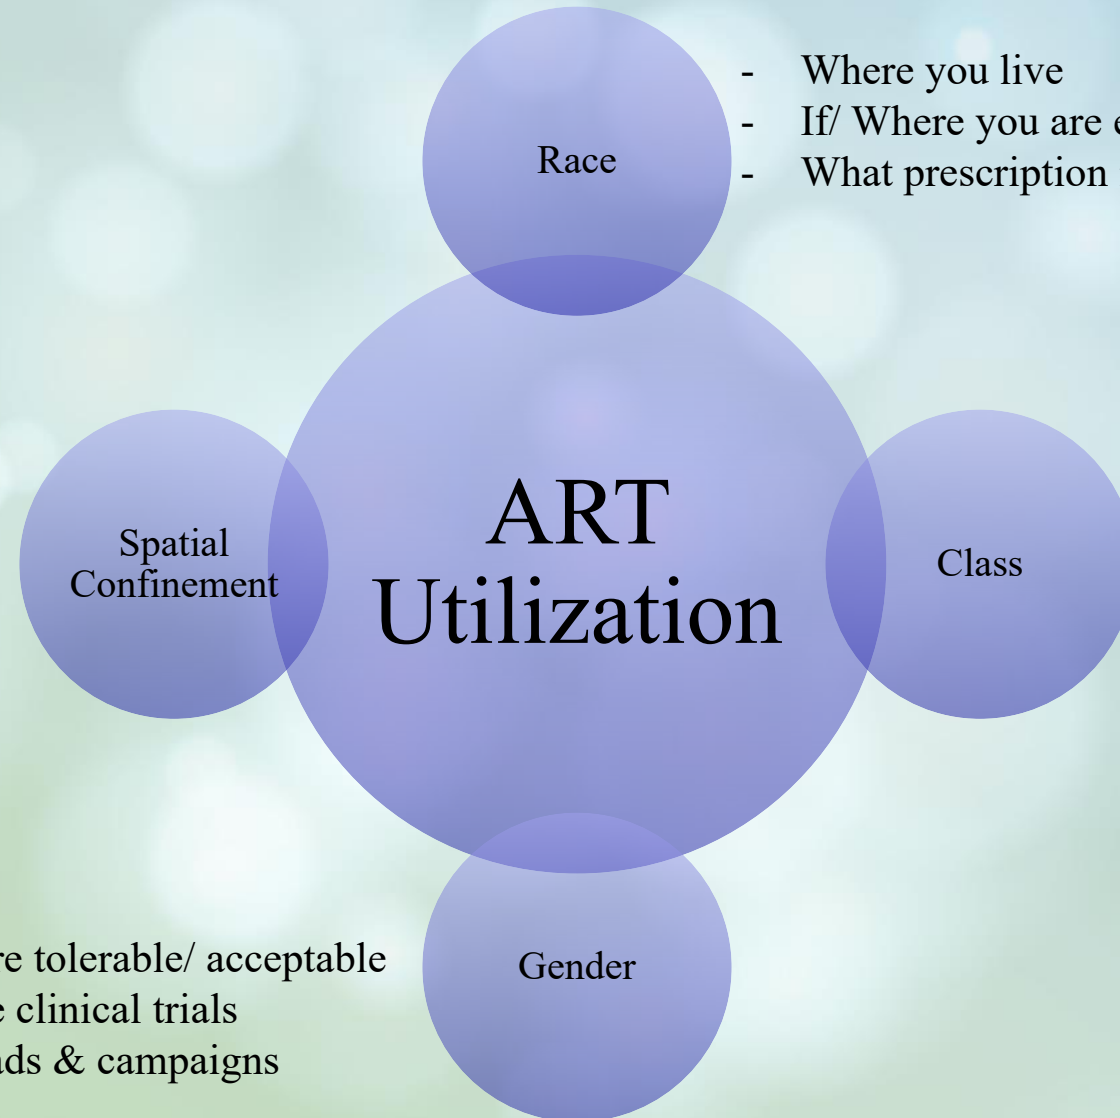 - Where you live
- If/ Where you are
- What prescription
Race
Spatial
Confinement
ART
Utilization
Class
Gender
tolerable/ acceptable
clinical trials
& campaigns